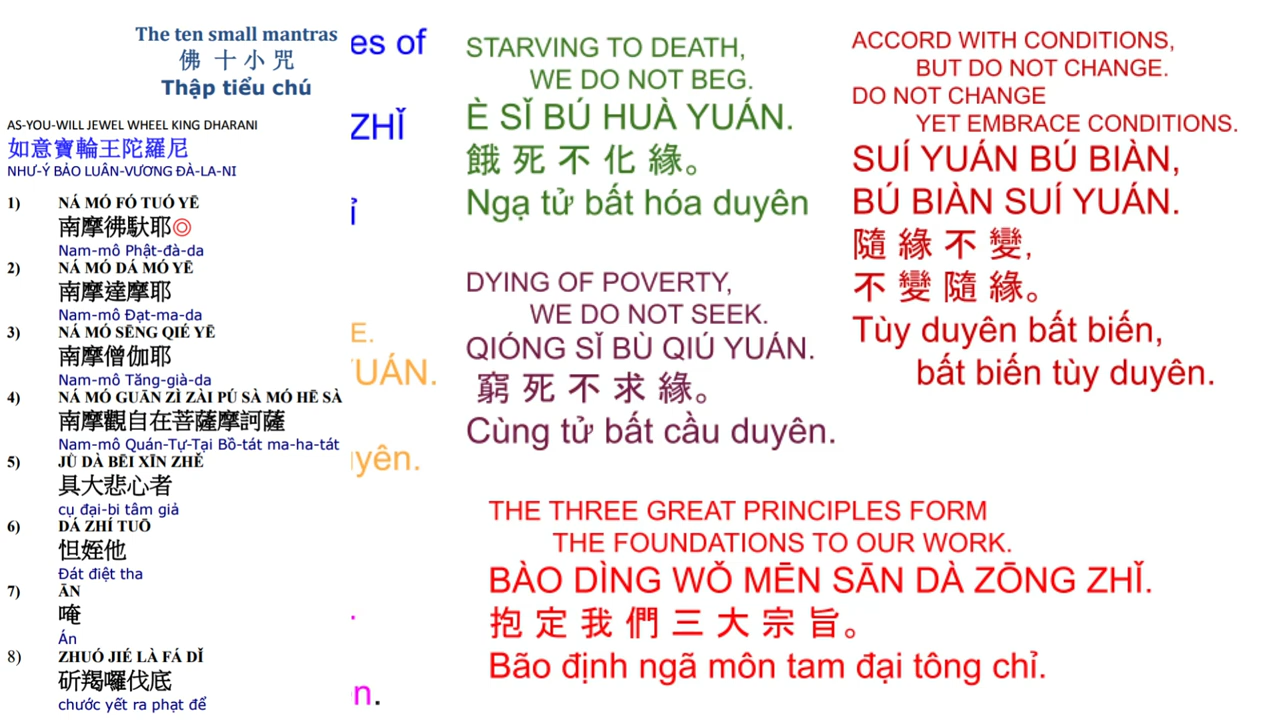 The ten small mantras
佛 十 小 咒
Thập tiểu chú
AS-YOU-WILL JEWEL WHEEL KING DHARANI
如意寶輪王陀羅尼
NHƯ-Ý BẢO LUÂN-VƯƠNG ĐÀ-LA-NI
1) NÁ MÓ FÓ TUÓ YĒ
南摩彿馱耶◎
Nam-mô Phật-đà-da
2) NÁ MÓ DÁ MÓ YĒ
南摩達摩耶
Nam-mô Đạt-ma-da
3) NÁ MÓ SĒNG QIÉ YĒ
南摩僧伽耶
Nam-mô Tăng-già-da
4) NÁ MÓ GUĀN ZÌ ZÀI PÚ SÀ MÓ HĒ SÀ
南摩觀自在菩薩摩訶薩
Nam-mô Quán-Tự-Tại Bồ-tát ma-ha-tát
5) JÙ DÀ BĒI XĪN ZHĚ
具大悲心者
cụ đại-bi tâm giả
6) DÁ ZHÍ TUŌ
怛姪他
Đát điệt tha
7) ĀN
唵
Án
8) ZHUÓ JIÉ LÀ FÁ DǏ
斫羯囉伐底
chước yết ra phạt để
es of
ZHǏ
ỉ
E.
UÁN.
yên.
.
n.
STARVING TO DEATH,
WE DO NOT BEG.
È SǏ BÚ HUÀ YUÁN.
餓 死 不 化 緣。
Ngạ tử bất hóa duyên
DYING OF POVERTY,
WE DO NOT SEEK.
QIÓNG SǏ BÙ QIÚ YUÁN.
窮 死 不 求 緣。
Cùng tử bất cầu duyên.
ACCORD WITH CONDITIONS,
BUT DO NOT CHANGE.
DO NOT CHANGE
YET EMBRACE CONDITIONS.
SUÍ YUÁN BÚ BIÀN,
BÚ BIÀN SUÍ YUÁN.
隨 緣 不 變,
不 變 隨 緣。
Tùy duyên bất biến,
bất biến tùy duyên.
THE THREE GREAT PRINCIPLES FORM
THE FOUNDATIONS TO OUR WORK.
BÀO DÌNG WǑ MĒN SĀN DÀ ZŌNG ZHǏ.
抱 定 我 們 三 大 宗 旨。
Bão định ngã môn tam đại tông chỉ.